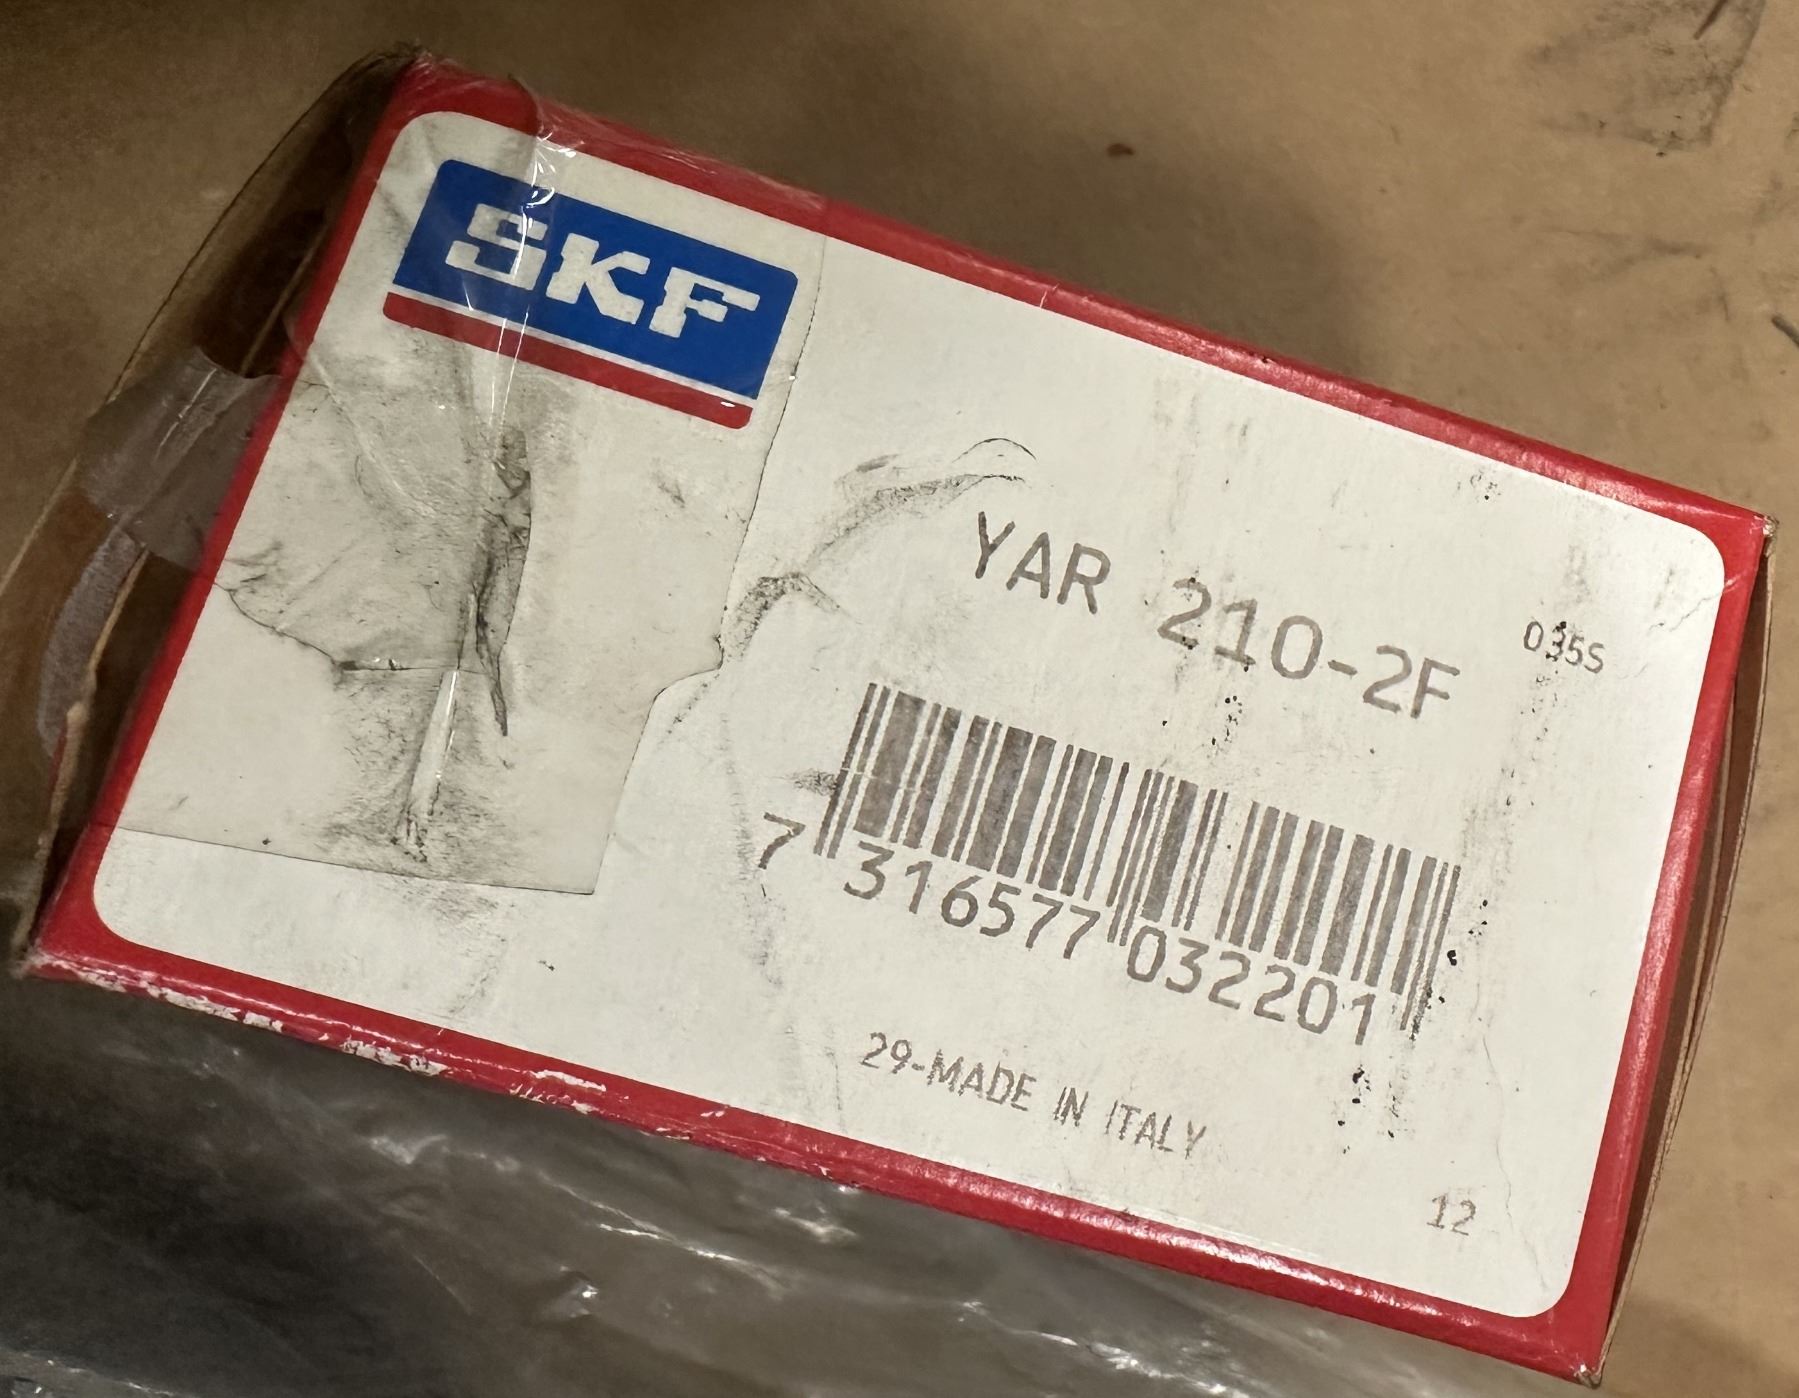 SKF
YAR 210-2F
035S
7 316577 032201
29-MADE IN ITALY
12